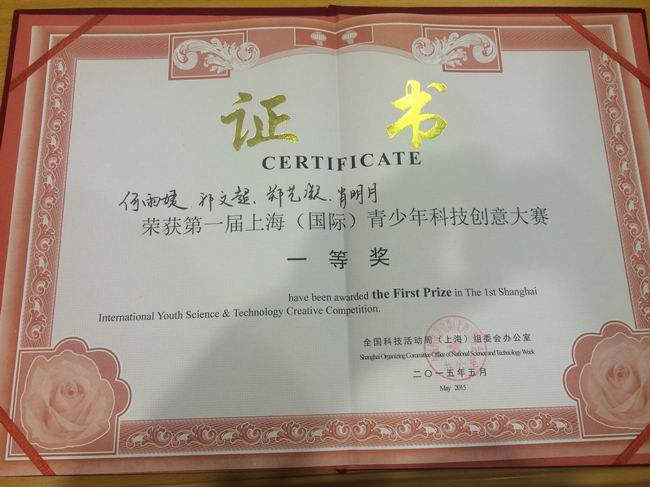 证 书
CERTIFICATE
何雨婕、郭文超、郑艺凝、肖明月
荣获第一届上海（国际）青少年科技创意大赛
一 等 奖
have been awarded the First Prize in The 1st Shanghai
International Youth Science & Technology Creative Competition.
全国科技活动周（上海）组委会办公室
Shanghai Organizing Committee Office of National Science and Technology Week
二〇一五年五月
May 2015